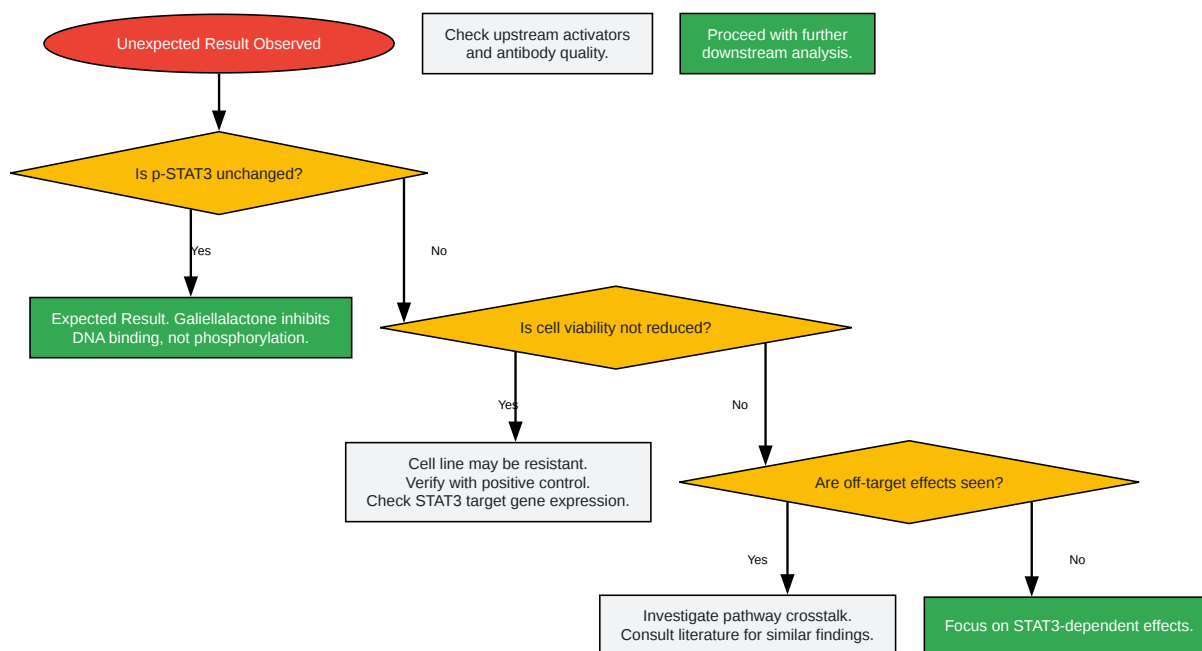 Unexpected Result Observed
Check upstream activators
and antibody quality.
Proceed with further
downstream analysis.
Is p-STAT3 unchanged?
Yes
No
Expected Result. Galiellalactone inhibits
DNA binding, not phosphorylation.
Is cell viability not reduced?
Yes
No
Cell line may be resistant.
Verify with positive control.
Check STAT3 target gene expression.
Are off-target effects seen?
Yes
No
Investigate pathway crosstalk.
Consult literature for similar findings.
Focus on STAT3-dependent effects.